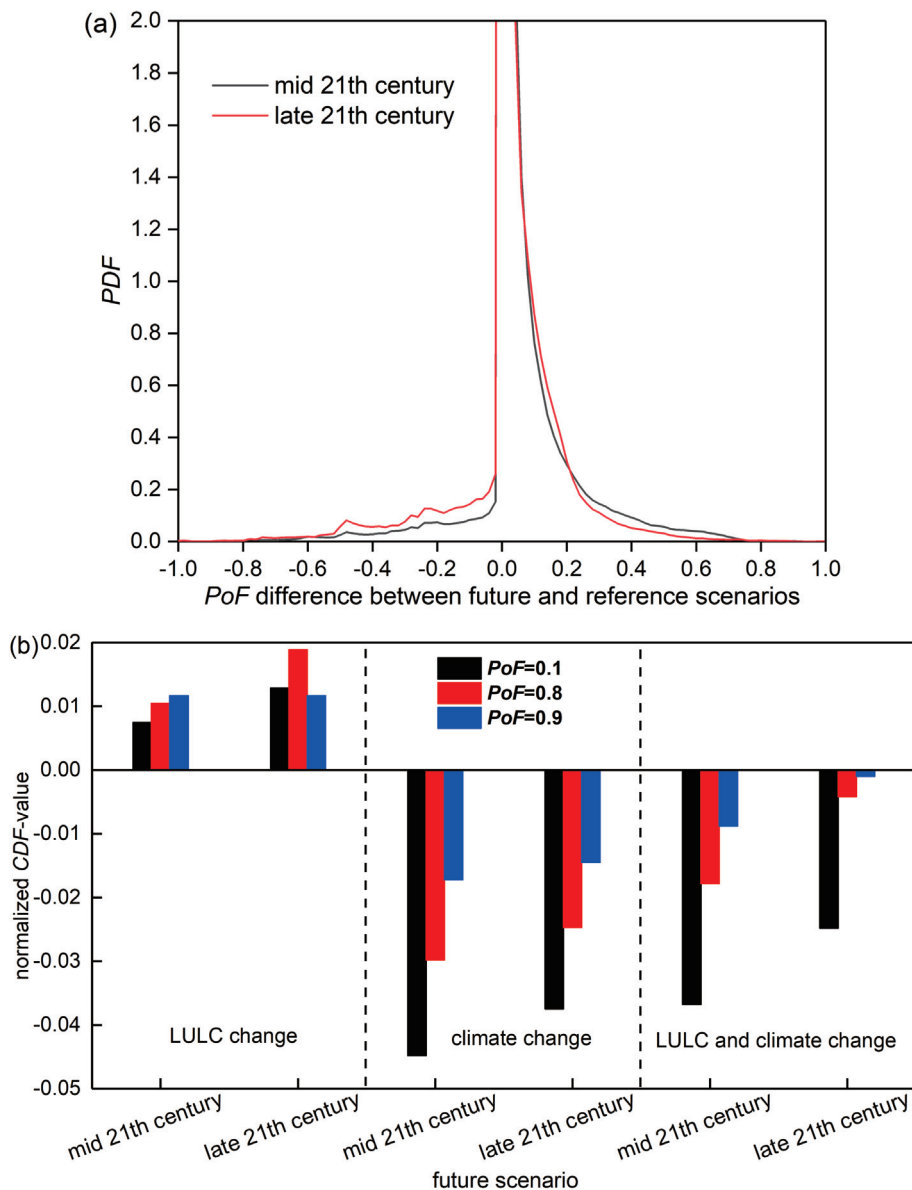 (a)
2.0
1.8
1.6
1.4
1.2
1.0
0.8
0.6
0.4
0.2
0.0
PDF
mid 21th century
late 21th century
-1.0 -0.8 -0.6 -0.4 -0.2 0.0 0.2 0.4 0.6 0.8 1.0
PoF difference between future and reference scenarios
(b)
0.02
0.01
0.00
-0.01
-0.02
-0.03
-0.04
-0.05
normalized CDF-value
PoF=0.1
PoF=0.8
PoF=0.9
LULC change
climate change
LULC and climate change
mid 21th century
late 21th century
mid 21th century
late 21th century
mid 21th century
late 21th century
future scenario